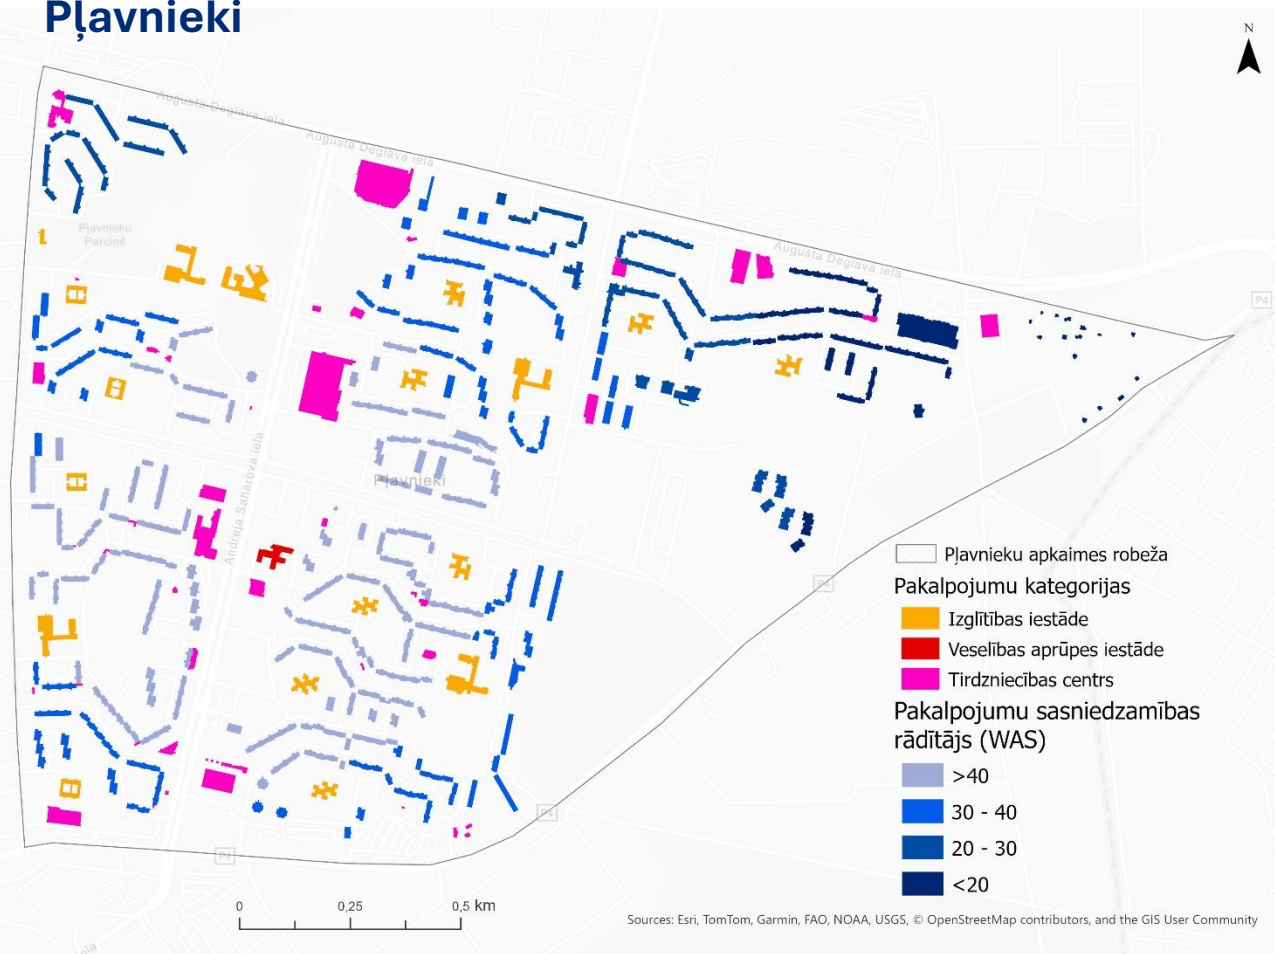 Pļavnieki
N
Augusta Deglava iela
Augusta Deglava iela
Pļavnieku
Parciņš
Augusta Deglava iela
P4
Andreja Saharova iela
Pļavnieki
P4
P4
P4
Pļavnieku apkaimes robeža
Pakalpojumu kategorijas
Izglītības iestāde
Veselības aprūpes iestāde
Tirdzniecības centrs
Pakalpojumu sasniedzamības
rādītājs (WAS)
>40
30 - 40
20 - 30
<20
0 0,25 0,5 km
Sources: Esri, TomTom, Garmin, FAO, NOAA, USGS, © OpenStreetMap contributors, and the GIS User Community